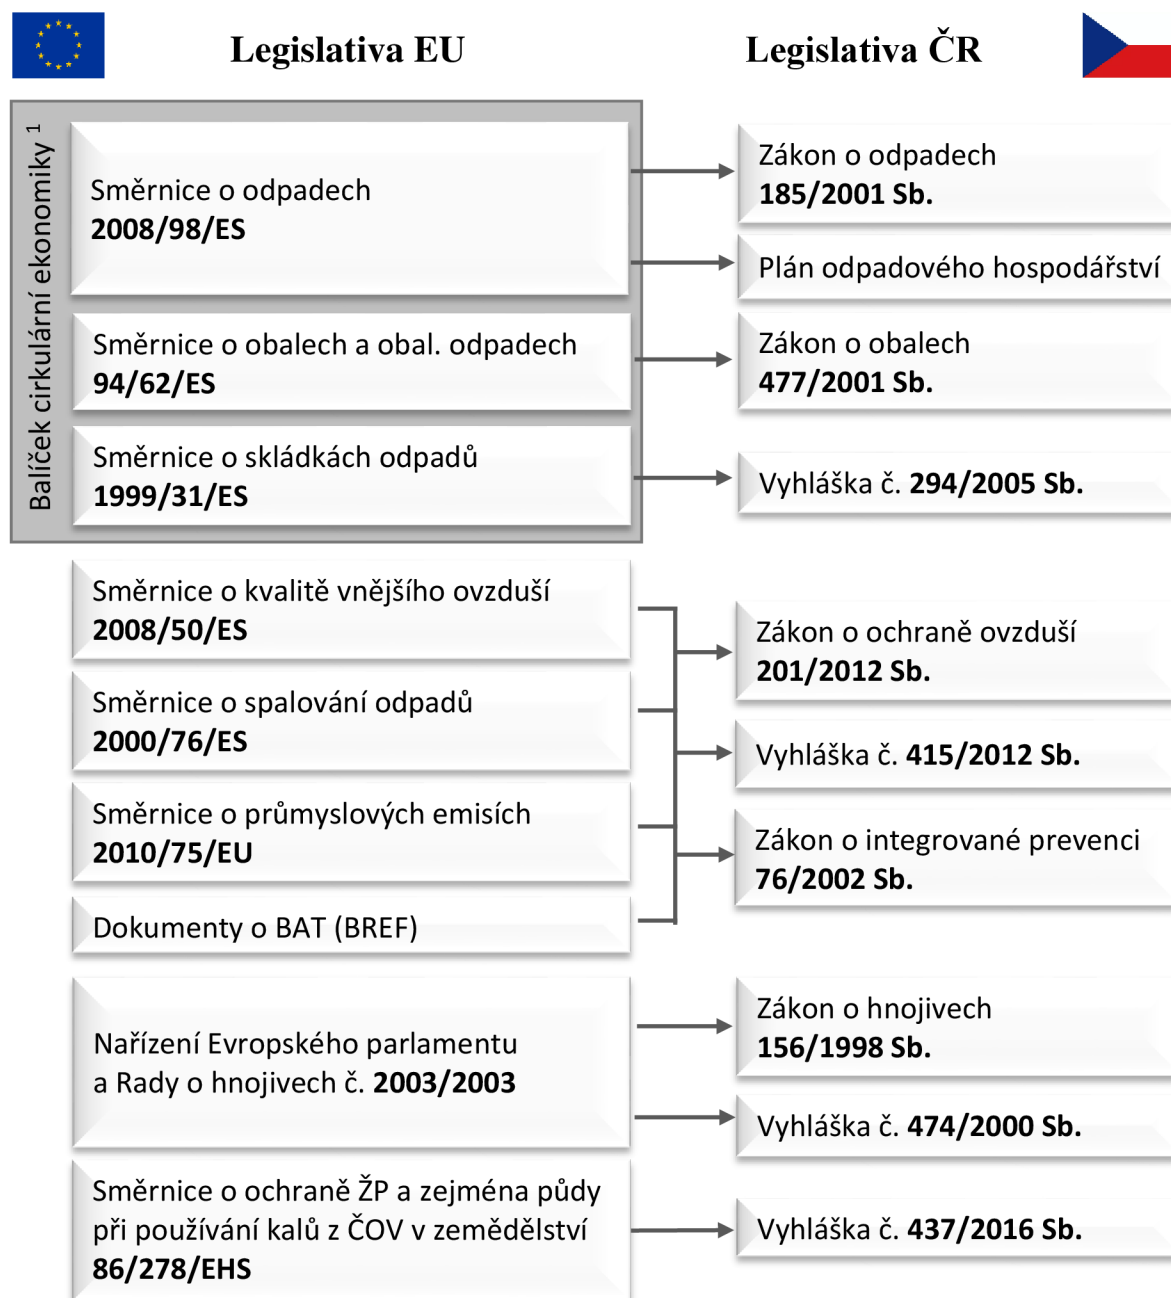 Legislativa EU
Legislativa ČR
Balíček cirkulární ekonomiky 1
Směrnice o odpadech
2008/98/ES
Zákon o odpadech
185/2001 Sb.
Plán odpadového hospodářství
Směrnice o obalech a obal. odpadech
94/62/ES
Zákon o obalech
477/2001 Sb.
Směrnice o skládkách odpadů
1999/31/ES
Vyhláška č. 294/2005 Sb.
Směrnice o kvalitě vnějšího ovzduší
2008/50/ES
Směrnice o spalování odpadů
2000/76/ES
Směrnice o průmyslových emisích
2010/75/EU
Dokumenty o BAT (BREF)
Zákon o ochraně ovzduší
201/2012 Sb.
Vyhláška č. 415/2012 Sb.
Zákon o integrované prevenci
76/2002 Sb.
Nařízení Evropského parlamentu
a Rady o hnojivech č. 2003/2003
Zákon o hnojivech
156/1998 Sb.
Vyhláška č. 474/2000 Sb.
Směrnice o ochraně ŽP a zejména půdy
při používání kalů z ČOV v zemědělství
86/278/EHS
Vyhláška č. 437/2016 Sb.